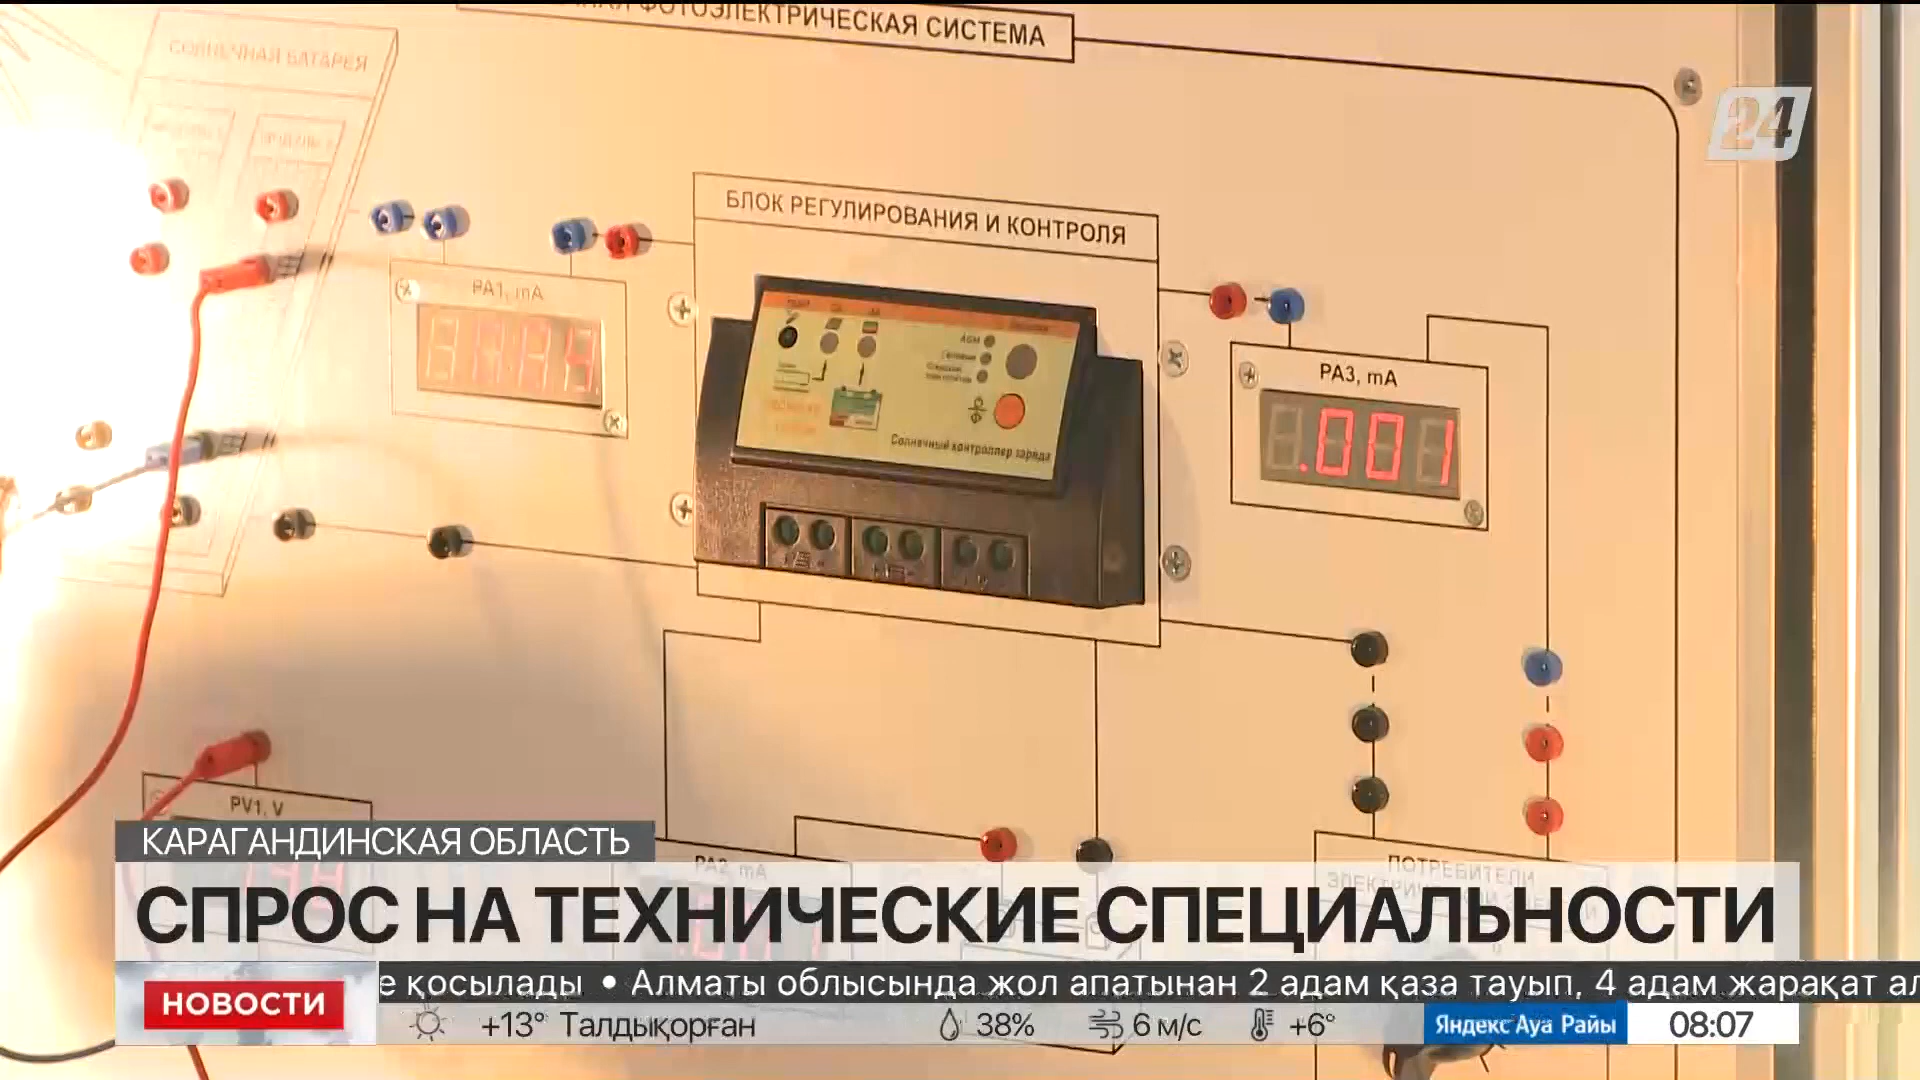 ФОТОЭЛЕКТРИЧЕСКАЯ СИСТЕМА
СОЛНЕЧНАЯ БАТАРЕЯ
24
БЛОК РЕГУЛИРОВАНИЯ И КОНТРОЛЯ
PA1, mA
AGM
Солнечный контроллер заряда
PA3, mA
.001
PV1, V
PA2 mA
ПОТРЕБИТЕЛИ
КАРАГАНДИНСКАЯ ОБЛАСТЬ
СПРОС НА ТЕХНИЧЕСКИЕ СПЕЦИАЛЬНОСТИ
НОВОСТИ
е қосылады • Алматы облысында жол апатынан 2 адам қаза тауып, 4 адам жарақат ал
+13° Талдықорған 38% 6 м/с +6° Яндекс Ауа Райы 08:07